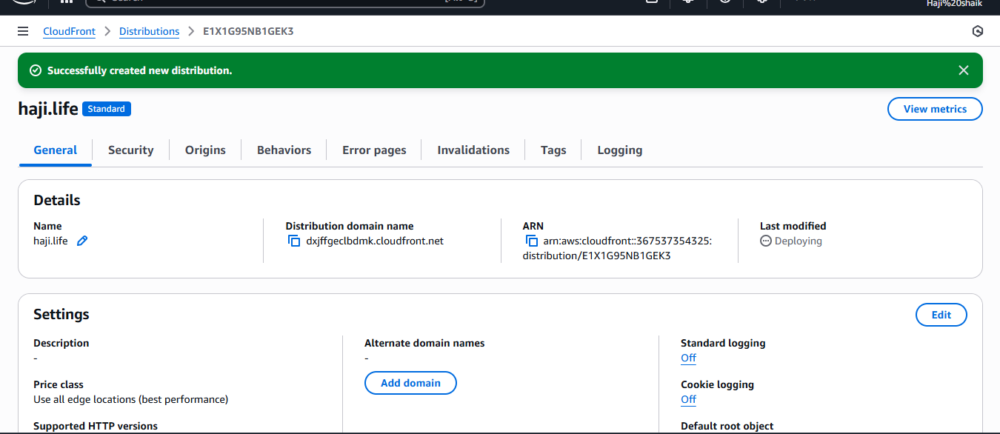 Haji%20shaik
CloudFront > Distributions > E1X1G95NB1GEK3
Successfully created new distribution.
haji.life Standard
View metrics
General Security Origins Behaviors Error pages Invalidations Tags Logging
Details
Name
haji.life
Distribution domain name
dxjffgeclbdmk.cloudfront.net
ARN
arn:aws:cloudfront::367537354325:
distribution/E1X1G95NB1GEK3
Last modified
Deploying
Settings
Edit
Description
-
Price class
Use all edge locations (best performance)
Supported HTTP versions
Alternate domain names
-
Add domain
Standard logging
Off
Cookie logging
Off
Default root object